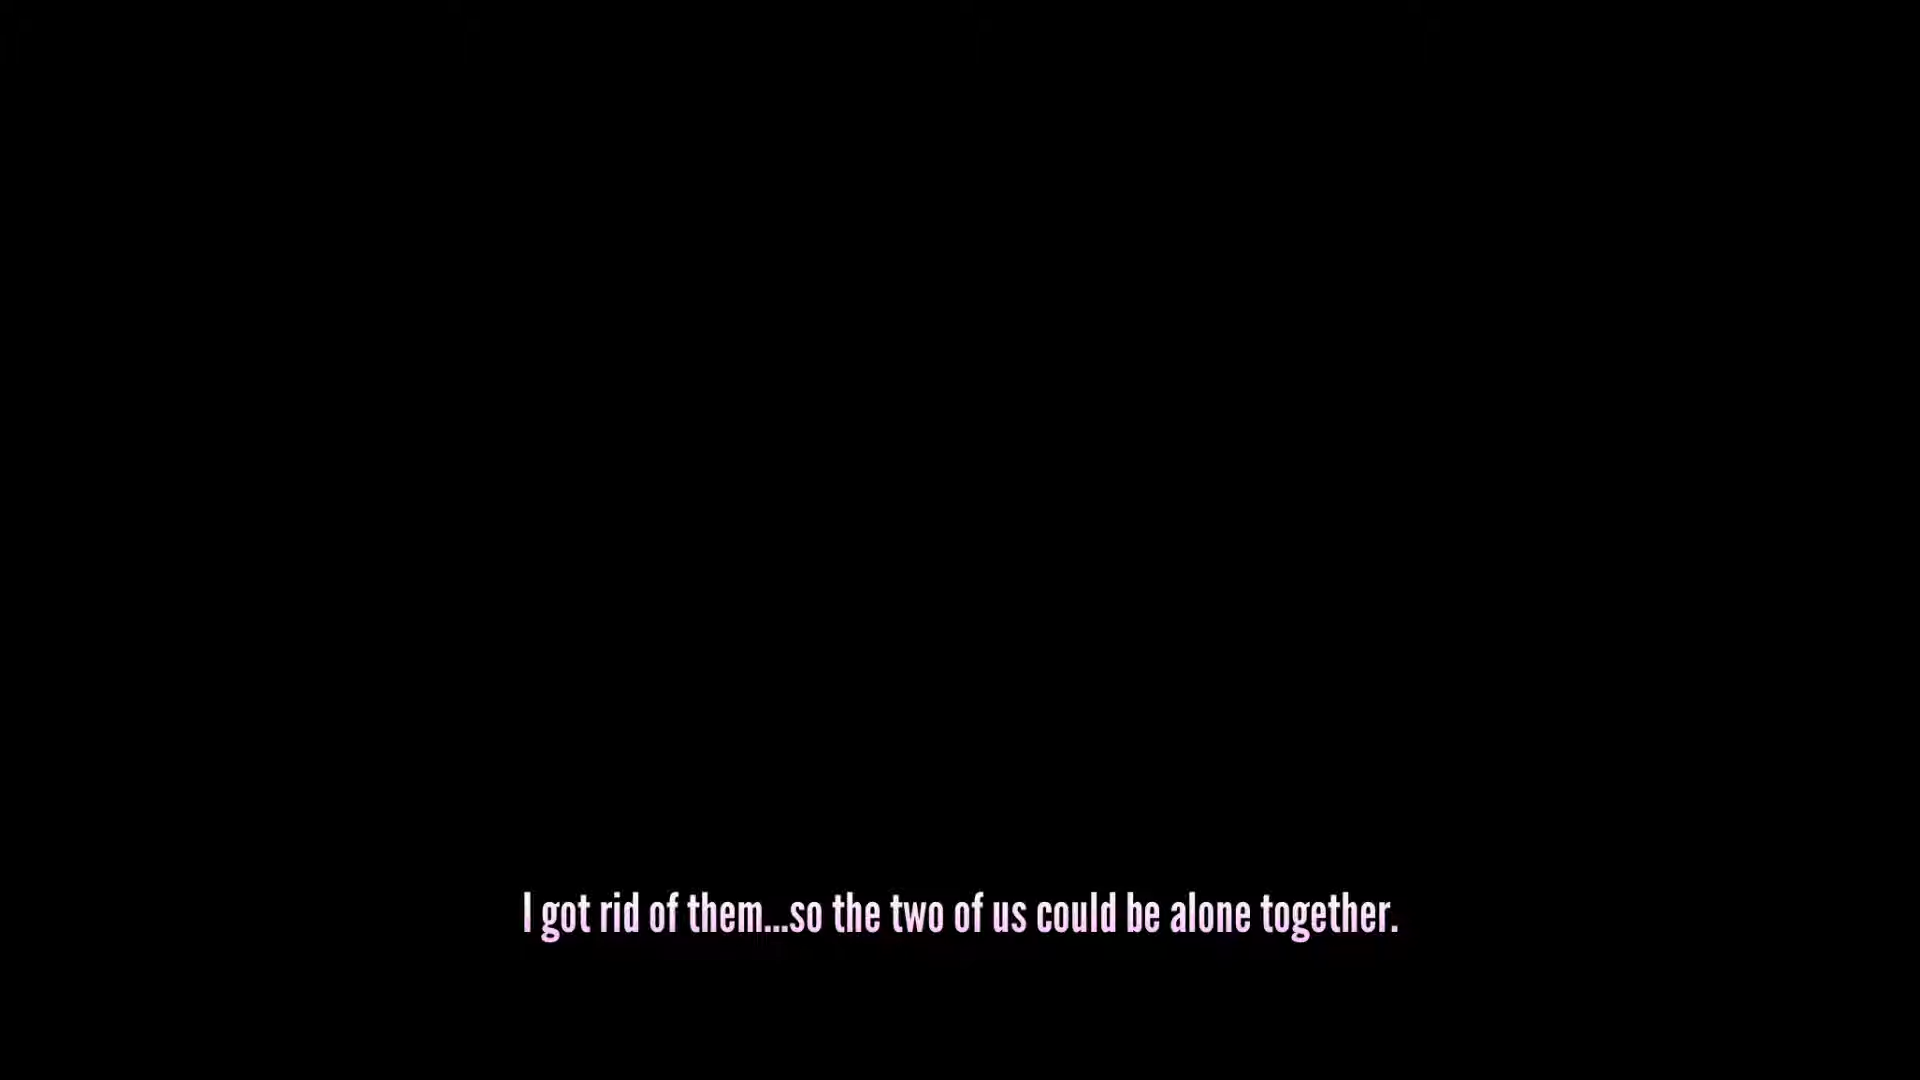 I got rid of them...so the two of us could be alone together.